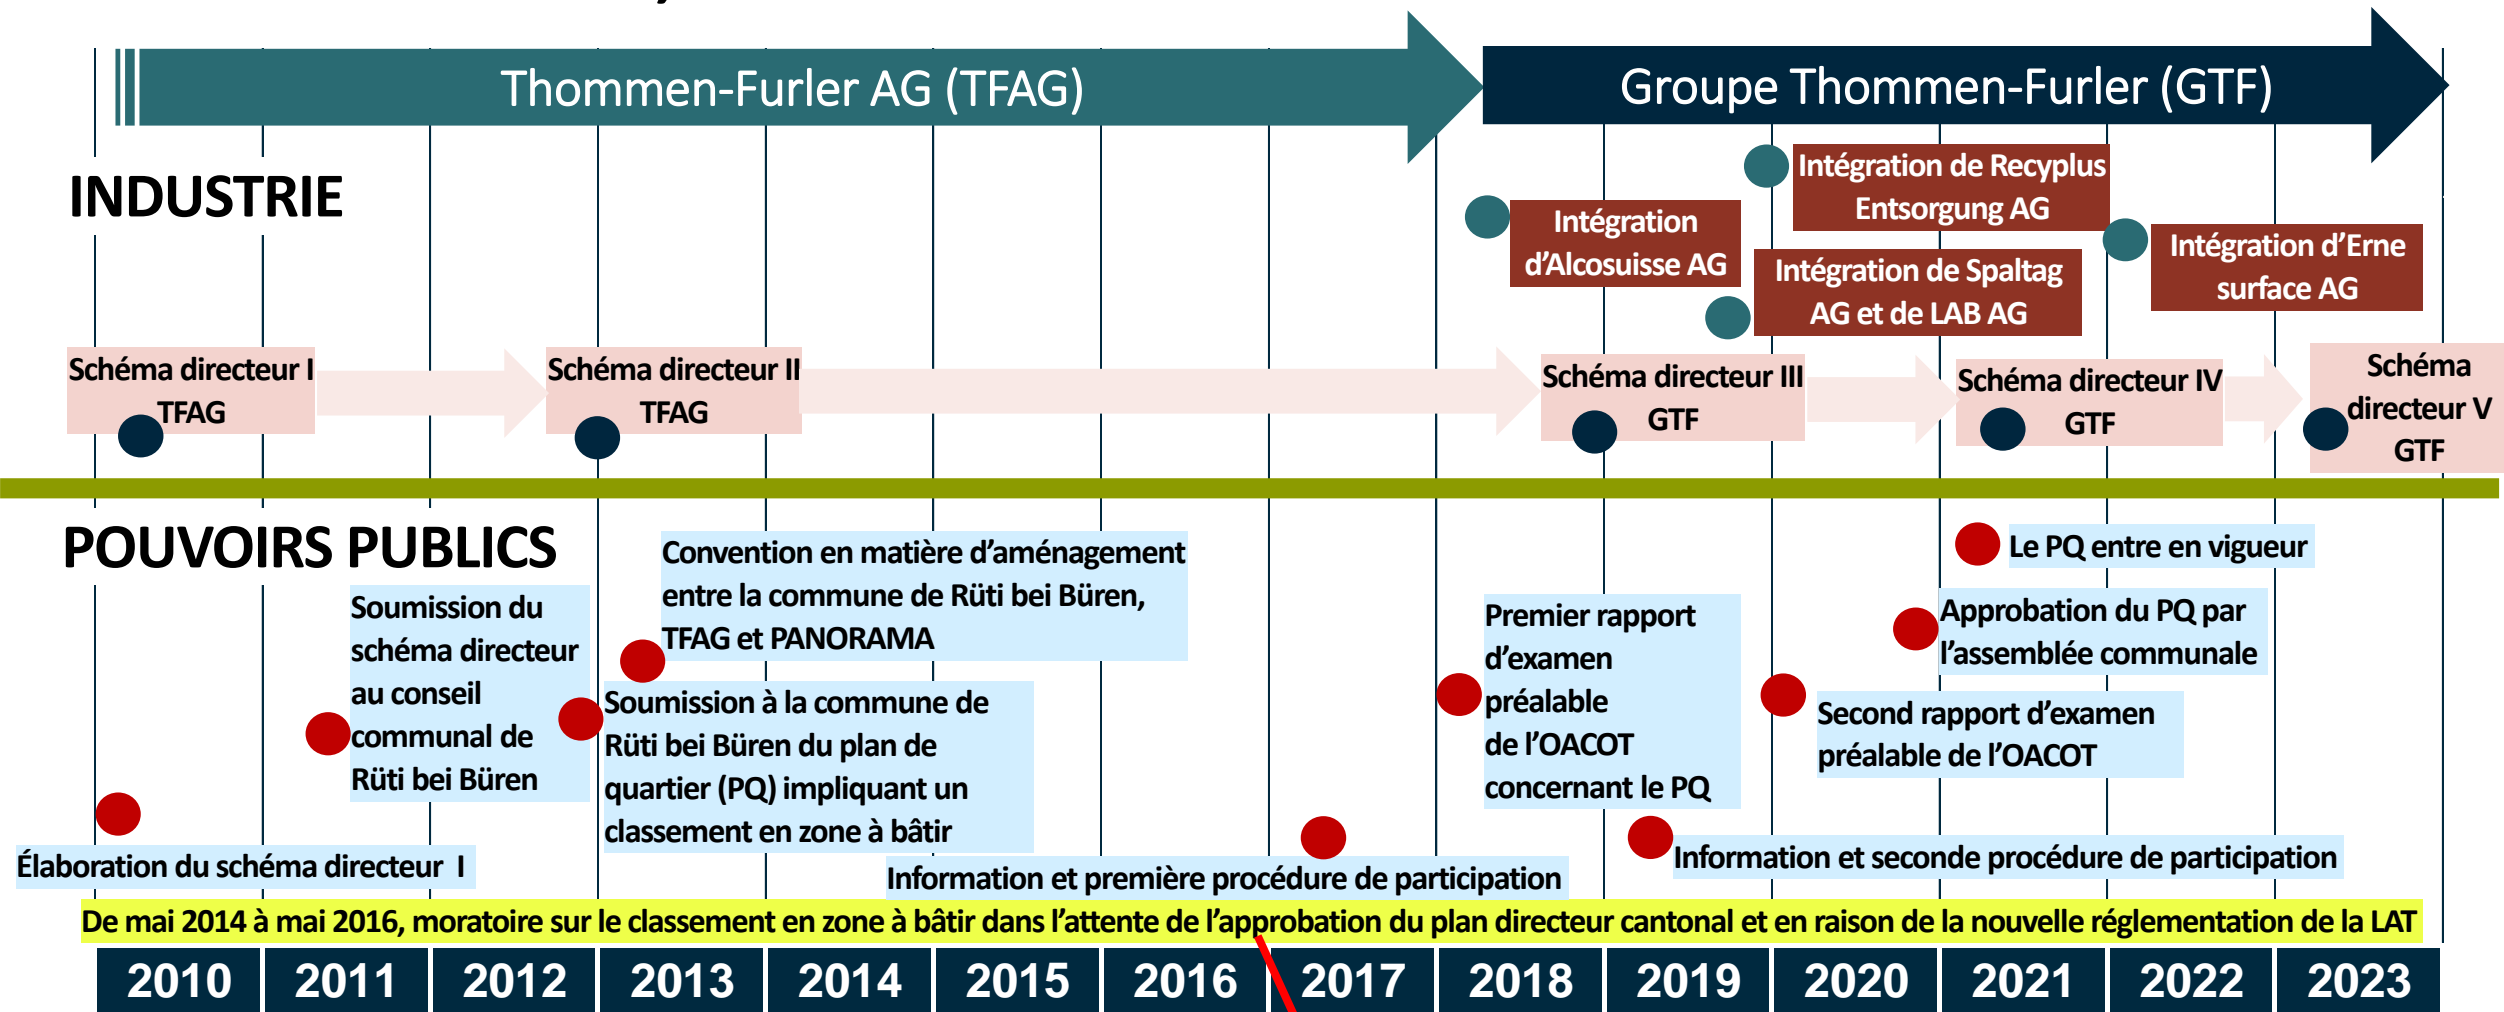 Thommen-Furler AG (TFAG)
Groupe Thommen-Furler (GTF)
INDUSTRIE
Intégration
d’Alcosuisse AG
Intégration de Recyplus
Entsorgung AG
Intégration de Spaltag
AG et de LAB AG
Intégration d’Erne
surface AG
Schéma directeur I
TFAG
Schéma directeur II
TFAG
Schéma directeur III
GTF
Schéma directeur IV
GTF
Schéma
directeur V
GTF
POUVOIRS PUBLICS
Élaboration du schéma directeur I
Soumission du
schéma directeur
au conseil
communal de
Rüti bei Büren
Convention en matière d’aménagement
entre la commune de Rüti bei Büren,
TFAG et PANORAMA
Soumission à la commune de
Rüti bei Büren du plan de
quartier (PQ) impliquant un
classement en zone à bâtir
Information et première procédure de participation
Premier rapport
d’examen
préalable
de l’OACOT
concernant le PQ
Information et seconde procédure de participation
Second rapport d’examen
préalable de l’OACOT
Approbation du PQ par
l’assemblée communale
Le PQ entre en vigueur
De mai 2014 à mai 2016, moratoire sur le classement en zone à bâtir dans l’attente de l’approbation du plan directeur cantonal et en raison de la nouvelle réglementation de la LAT
2010 2011 2012 2013 2014 2015 2016 2017 2018 2019 2020 2021 2022 2023